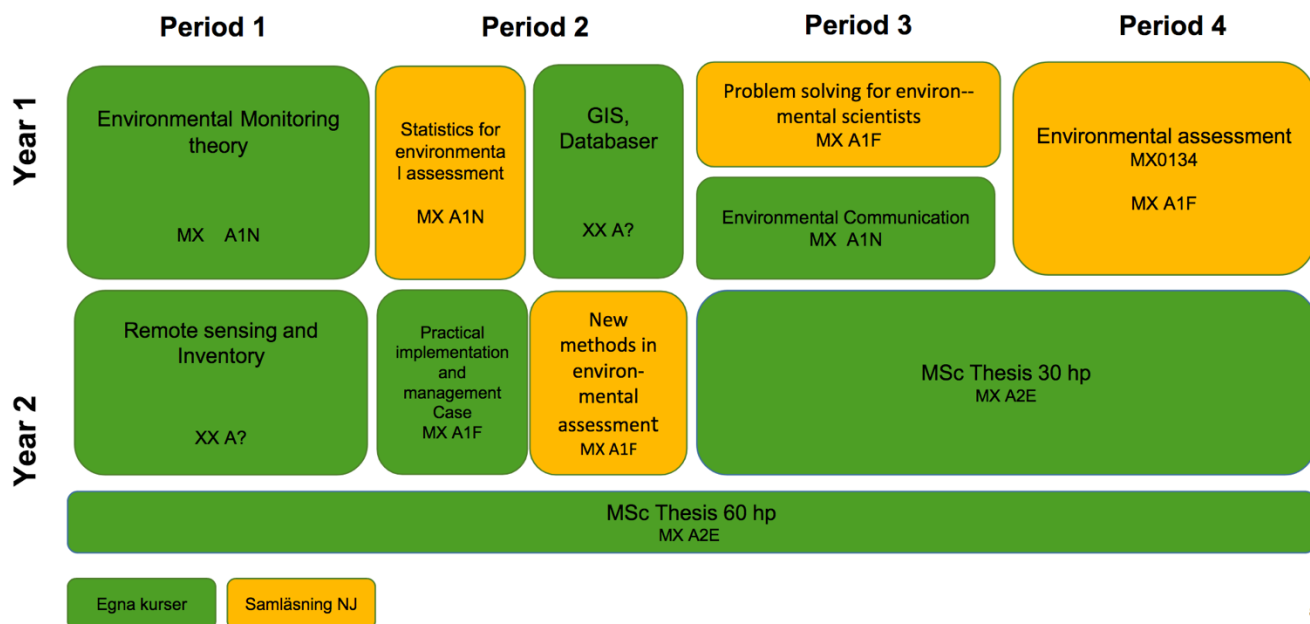 Period 1
Period 2
Period 3
Period 4
Year 1
Environmental Monitoring
theory
MX A1N
Statistics for
environmenta
l assessment
MX A1N
GIS,
Databaser
XX A?
Problem solving for environ--
mental scientists
MX A1F
Environmental Communication
MX A1N
Environmental assessment
MX0134
MX A1F
Year 2
Remote sensing and
Inventory
XX A?
Practical
implementation
and
management
Case
MX A1F
New
methods in
environ-
mental
assessment
MX A1F
MSc Thesis 30 hp
MX A2E
MSc Thesis 60 hp
MX A2E
Egna kurser
Samläsning NJ